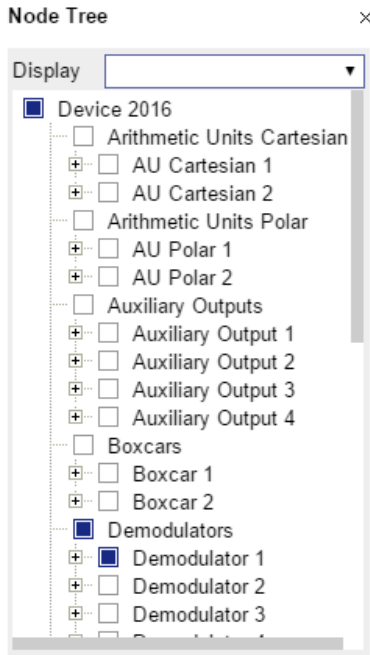 Node Tree
Display
Device 2016
Arithmetic Units Cartesian
AU Cartesian 1
AU Cartesian 2
Arithmetic Units Polar
AU Polar 1
AU Polar 2
Auxiliary Outputs
Auxiliary Output 1
Auxiliary Output 2
Auxiliary Output 3
Auxiliary Output 4
Boxcars
Boxcar 1
Boxcar 2
Demodulators
Demodulator 1
Demodulator 2
Demodulator 3